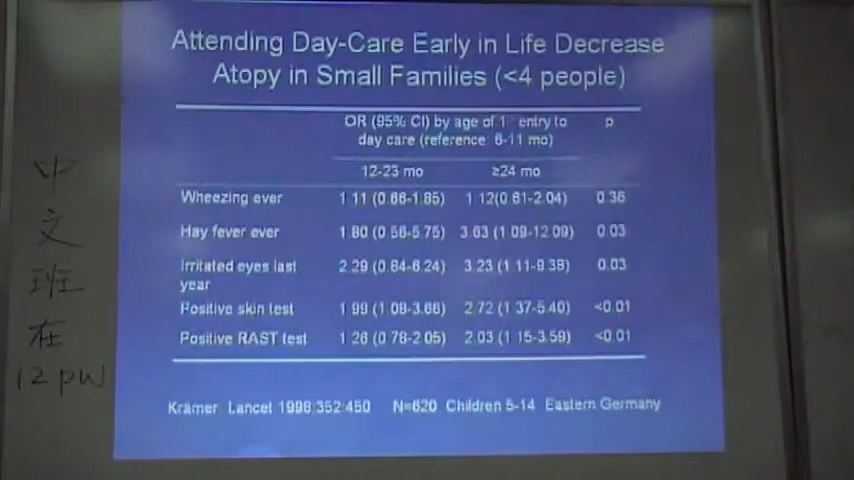 Attending Day-Care Early in Life Decrease
Atopy in Small Families (<4 people)
OR (95% CI) by age of 1 entry to
day care (reference: 6-11 mo)
p
12-23 mo
≥24 mo
Wheezing ever 1.11 (0.66-1.85) 1.12(0.61-2.04) 0.36
Hay fever ever 1.80 (0.56-5.75) 3.63 (1.09-12.09) 0.03
Irritated eyes last
year
2.29 (0.84-6.24) 3.23 (1.11-9.38) 0.03
Positive skin test 1.99 (1.08-3.66) 2.72 (1.37-5.40) <0.01
Positive RAST test 1.26 (0.78-2.05) 2.03 (1.15-3.59) <0.01
Krämer Lancet 1998;352:450 N=620 Children 5-14 Eastern Germany
中
文
班
在
12 pw